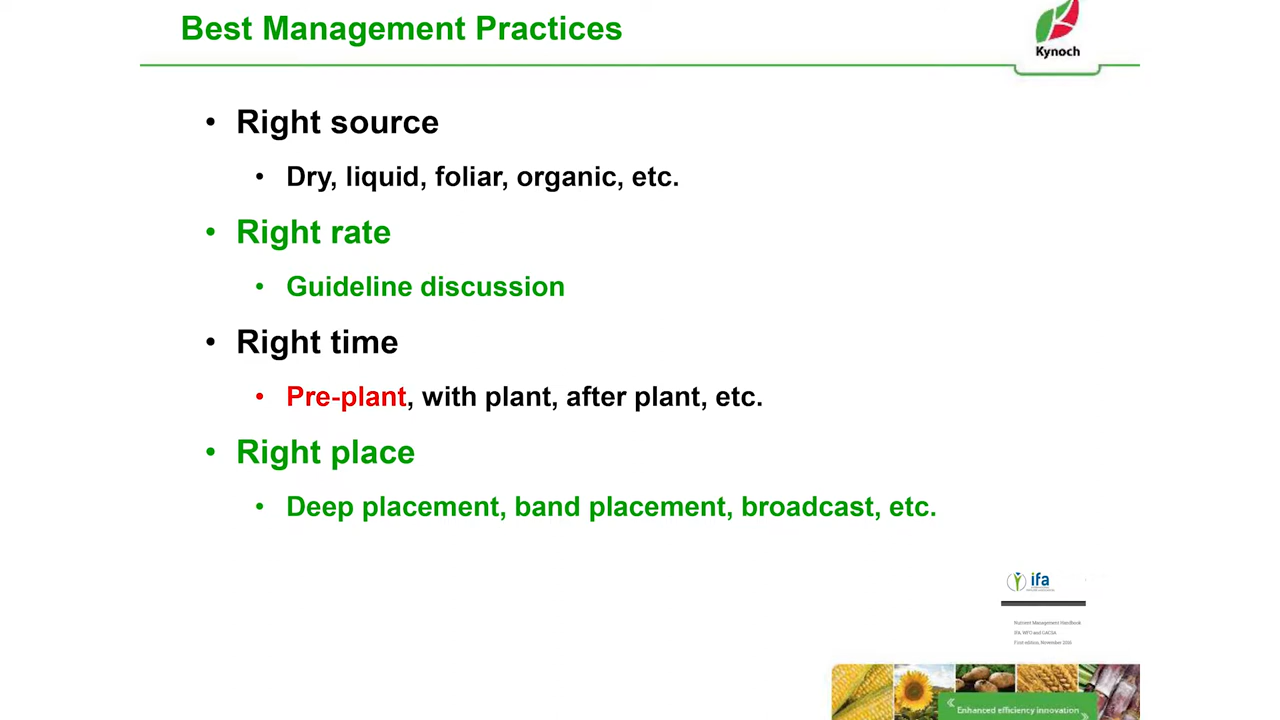 Best Management Practices
Kynoch
• Right source
• Dry, liquid, foliar, organic, etc.
• Right rate
• Guideline discussion
• Right time
• Pre-plant, with plant, after plant, etc.
• Right place
• Deep placement, band placement, broadcast, etc.
ifa
Nutrient Management Handbook
IFA, WFO and GACSA
First edition, November 2016
Enhanced efficiency innovation